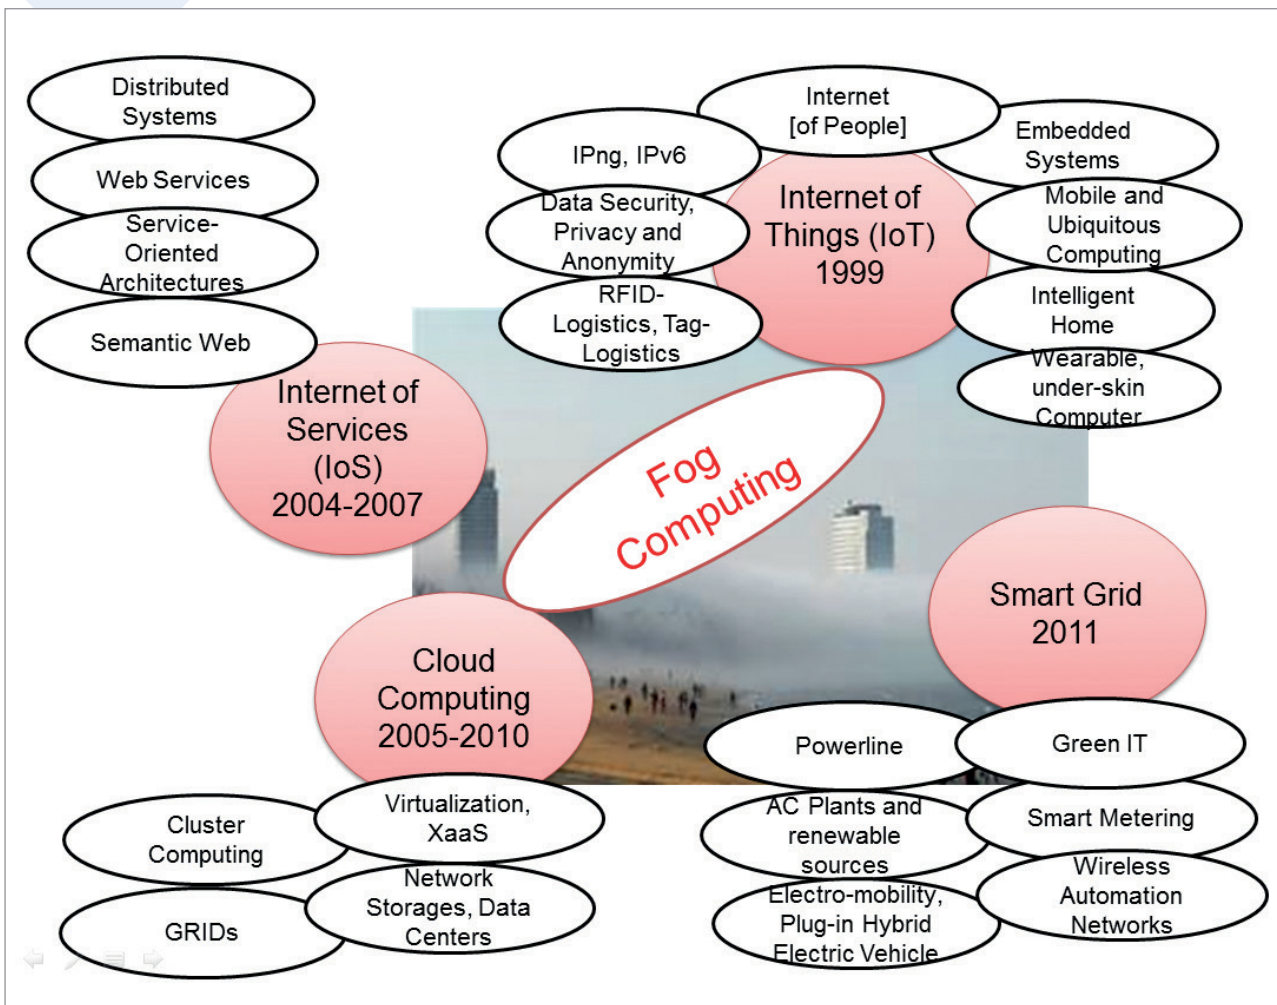 Distributed
Systems
Web Services
Service-
Oriented
Architectures
Semantic Web
Internet of
Services
(IoS)
2004-2007
Internet
[of People]
IPng, IPv6
Data Security,
Privacy and
Anonymity
RFID-
Logistics, Tag-
Logistics
Internet of
Things (IoT)
1999
Embedded
Systems
Mobile and
Ubiquitous
Computing
Intelligent
Home
Wearable,
under-skin
Computer
Fog
Computing
Cloud
Computing
2005-2010
Cluster
Computing
Virtualization,
XaaS
GRIDs
Network
Storages, Data
Centers
Smart Grid
2011
Powerline
Green IT
AC Plants and
renewable
sources
Smart Metering
Electro-mobility,
Plug-in Hybrid
Electric Vehicle
Wireless
Automation
Networks